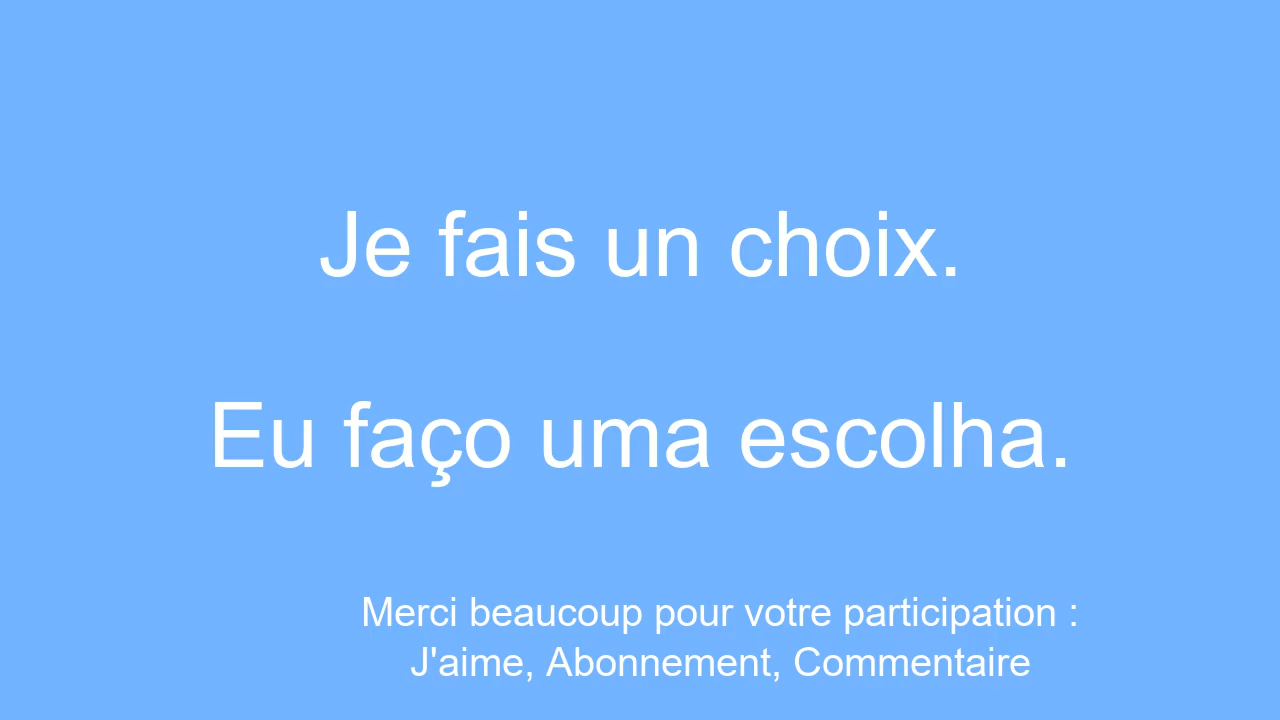 Je fais un choix.
Eu faço uma escolha.
Merci beaucoup pour votre participation :
J'aime, Abonnement, Commentaire